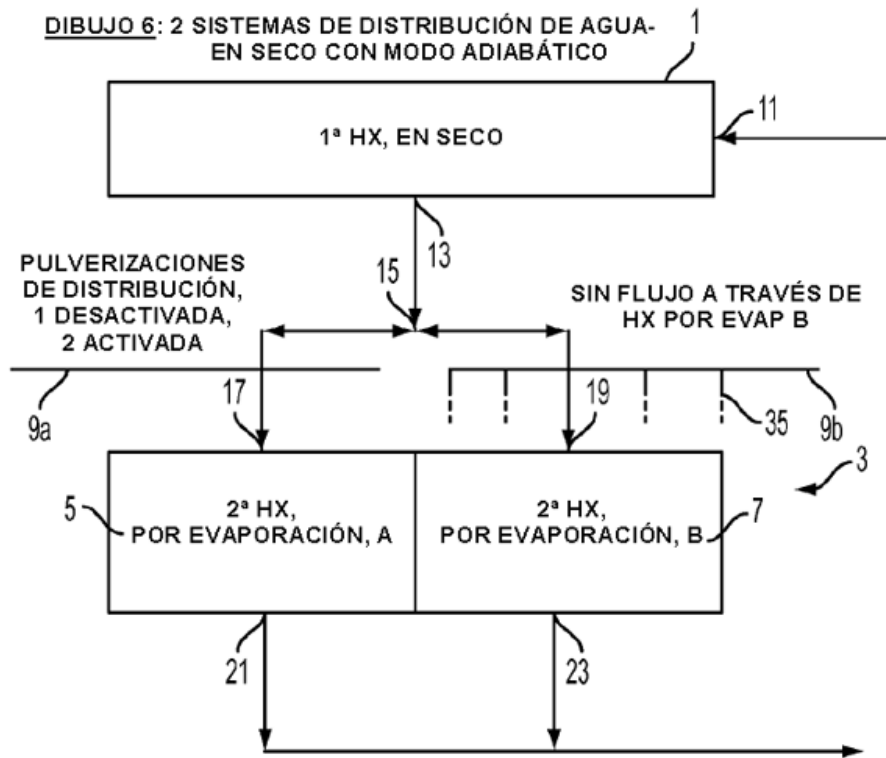 DIBUJO 6: 2 SISTEMAS DE DISTRIBUCIÓN DE AGUA-
EN SECO CON MODO ADIABÁTICO
1
11
1ª HX, EN SECO
13
PULVERIZACIONES
DE DISTRIBUCIÓN,
1 DESACTIVADA,
2 ACTIVADA
15
SIN FLUJO A TRAVÉS DE
HX POR EVAP B
9a
17
19
35
9b
3
5
2ª HX,
POR EVAPORACIÓN, A
2ª HX,
POR EVAPORACIÓN, B
7
21
23